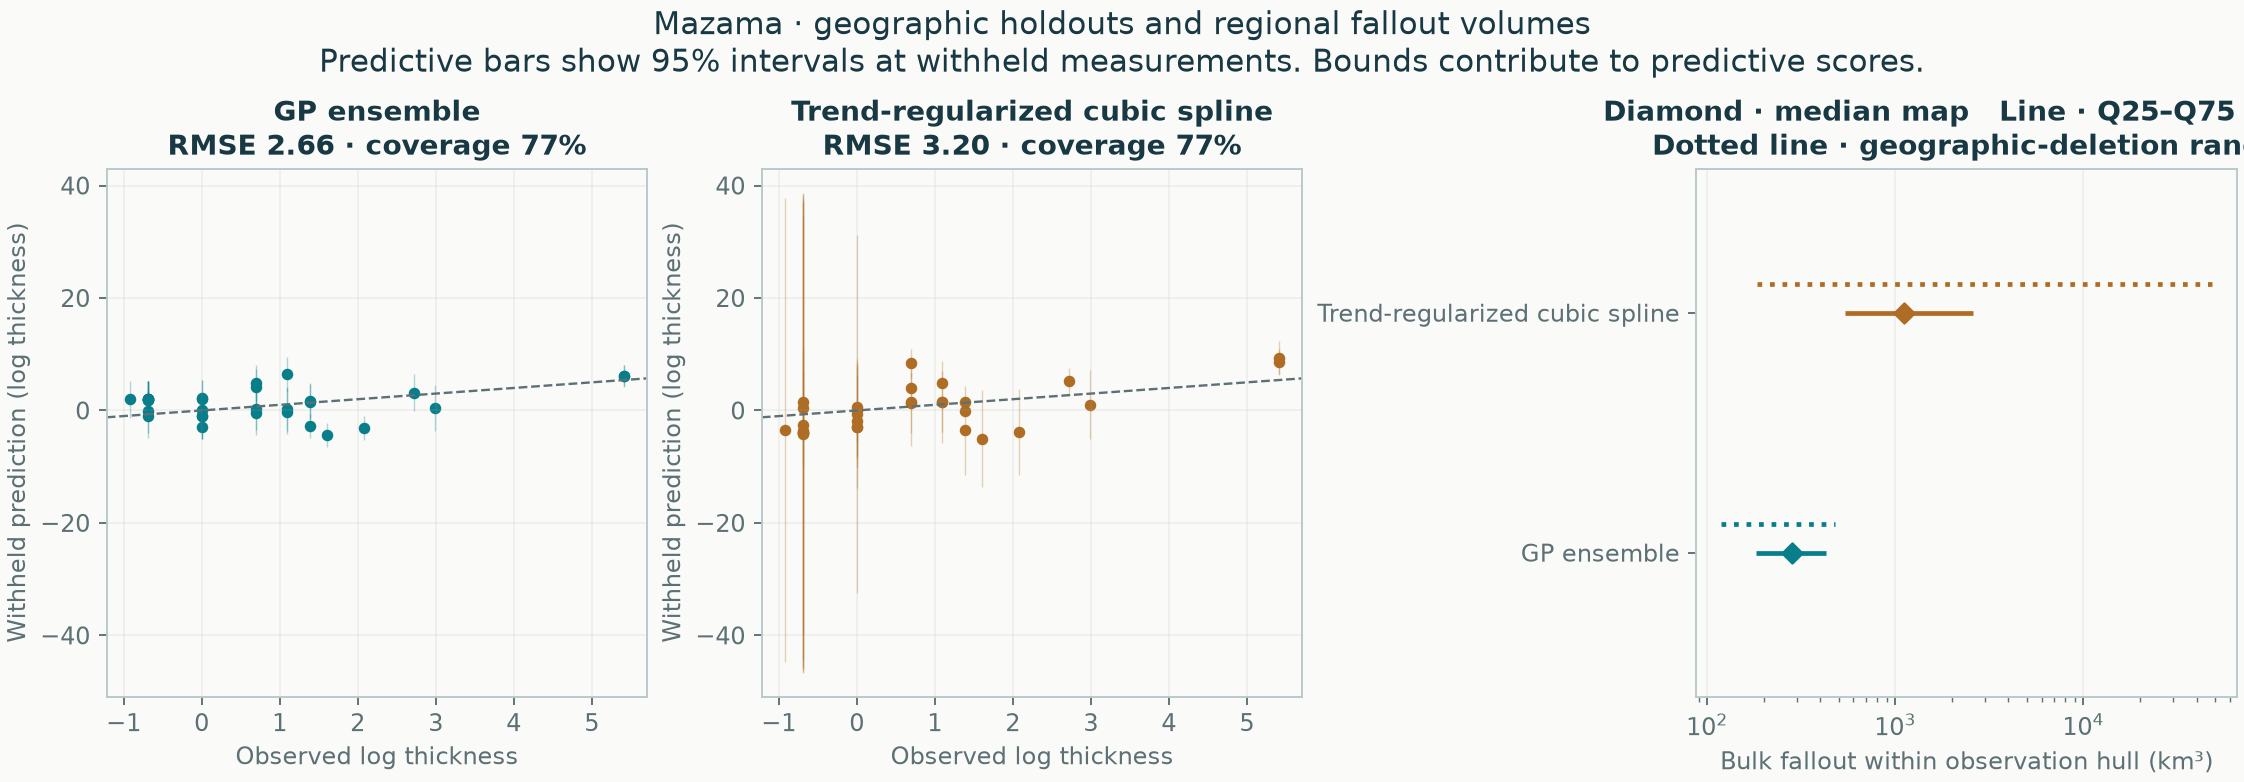 Mazama · geographic holdouts and regional fallout volumes
Predictive bars show 95% intervals at withheld measurements. Bounds contribute to predictive scores.
GP ensemble
RMSE 2.66 · coverage 77%
Withheld prediction (log thickness)
40
20
0
−20
−40
−1 0 1 2 3 4 5
Observed log thickness
Trend-regularized cubic spline
RMSE 3.20 · coverage 77%
Withheld prediction (log thickness)
40
20
0
−20
−40
−1 0 1 2 3 4 5
Observed log thickness
Diamond · median map Line · Q25–Q75
Dotted line · geographic-deletion ran
Trend-regularized cubic spline
GP ensemble
10² 10³ 10⁴
Bulk fallout within observation hull (km³)